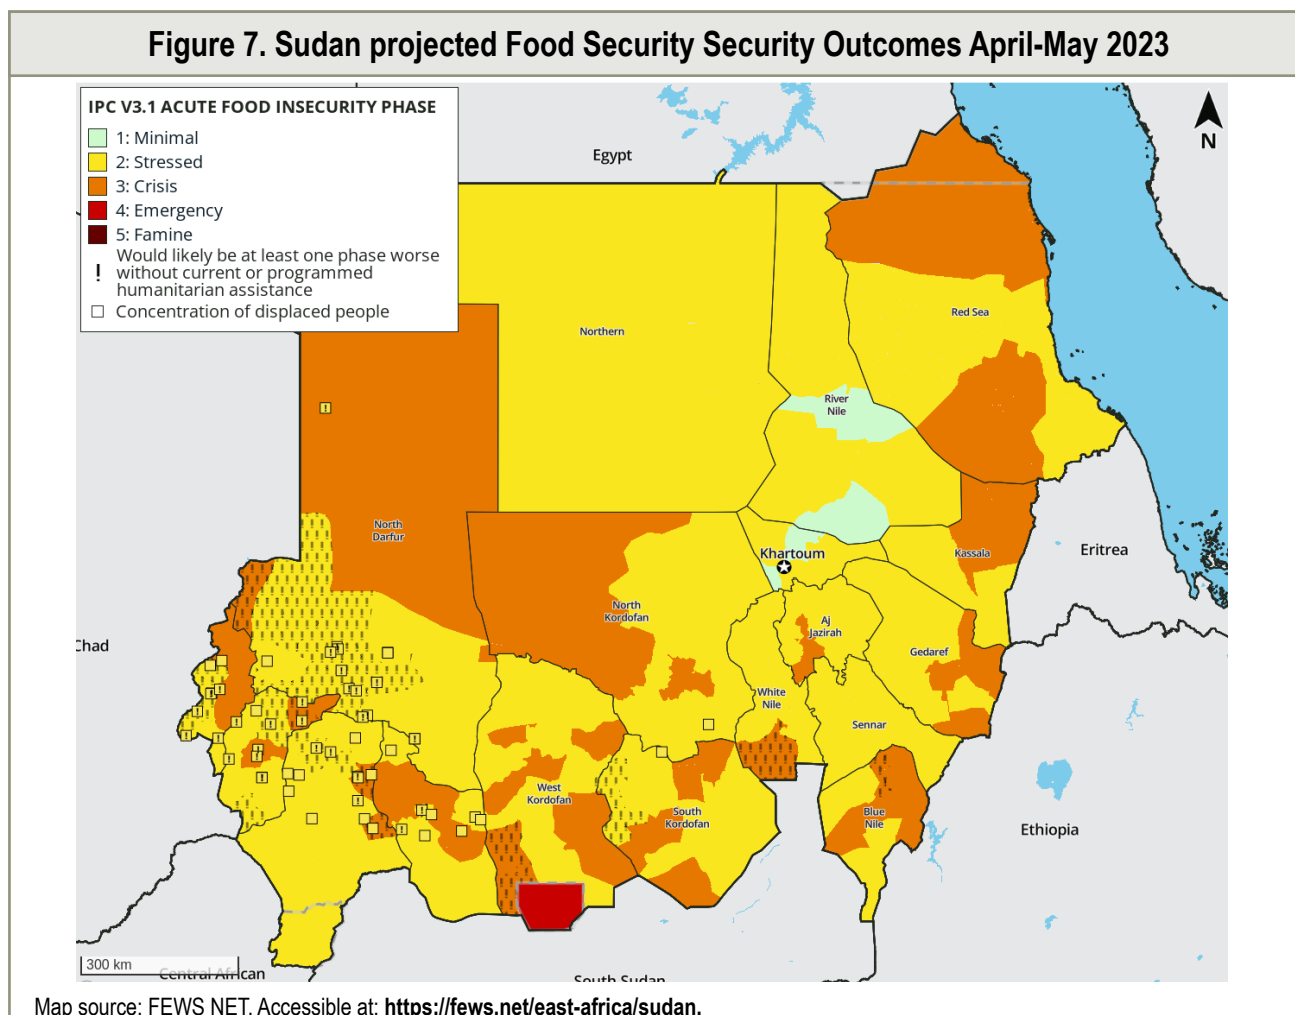 Figure 7. Sudan projected Food Security Security Outcomes April-May 2023
IPC V3.1 ACUTE FOOD INSECURITY PHASE
1: Minimal
2: Stressed
3: Crisis
4: Emergency
5: Famine
! Would likely be at least one phase worse
without current or programmed
humanitarian assistance
Concentration of displaced people
N
Egypt
Red Sea
Northern
River
Nile
North
Darfur
Khartoum
Kassala
Eritrea
North
Kordofan
Aj
Jazirah
Chad
Gedaref
White
Nile
Sennar
West
Kordofan
South
Kordofan
Blue
Nile
Ethiopia
300 km
Central African
South Sudan
Map source: FEWS NET. Accessible at: https://fews.net/east-africa/sudan.